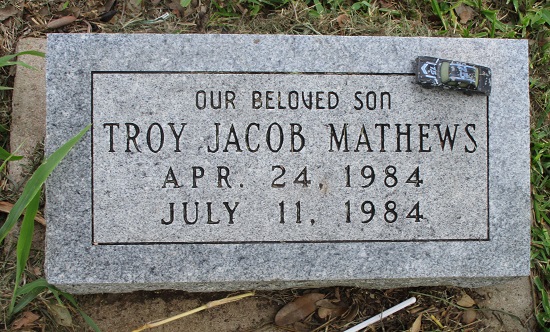 OUR BELOVED SON
TROY JACOB MATHEWS
APR. 24, 1984
JULY 11, 1984